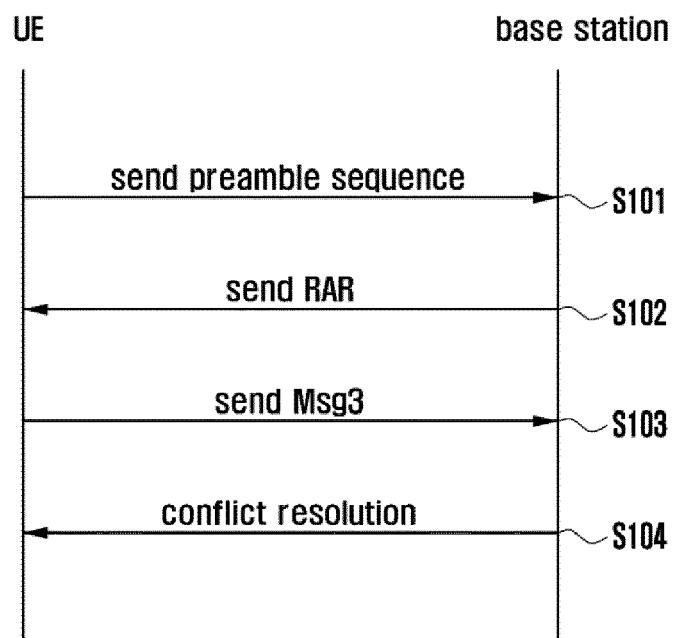 UE
base station
send preamble sequence
S101
send RAR
S102
send Msg3
S103
conflict resolution
S104